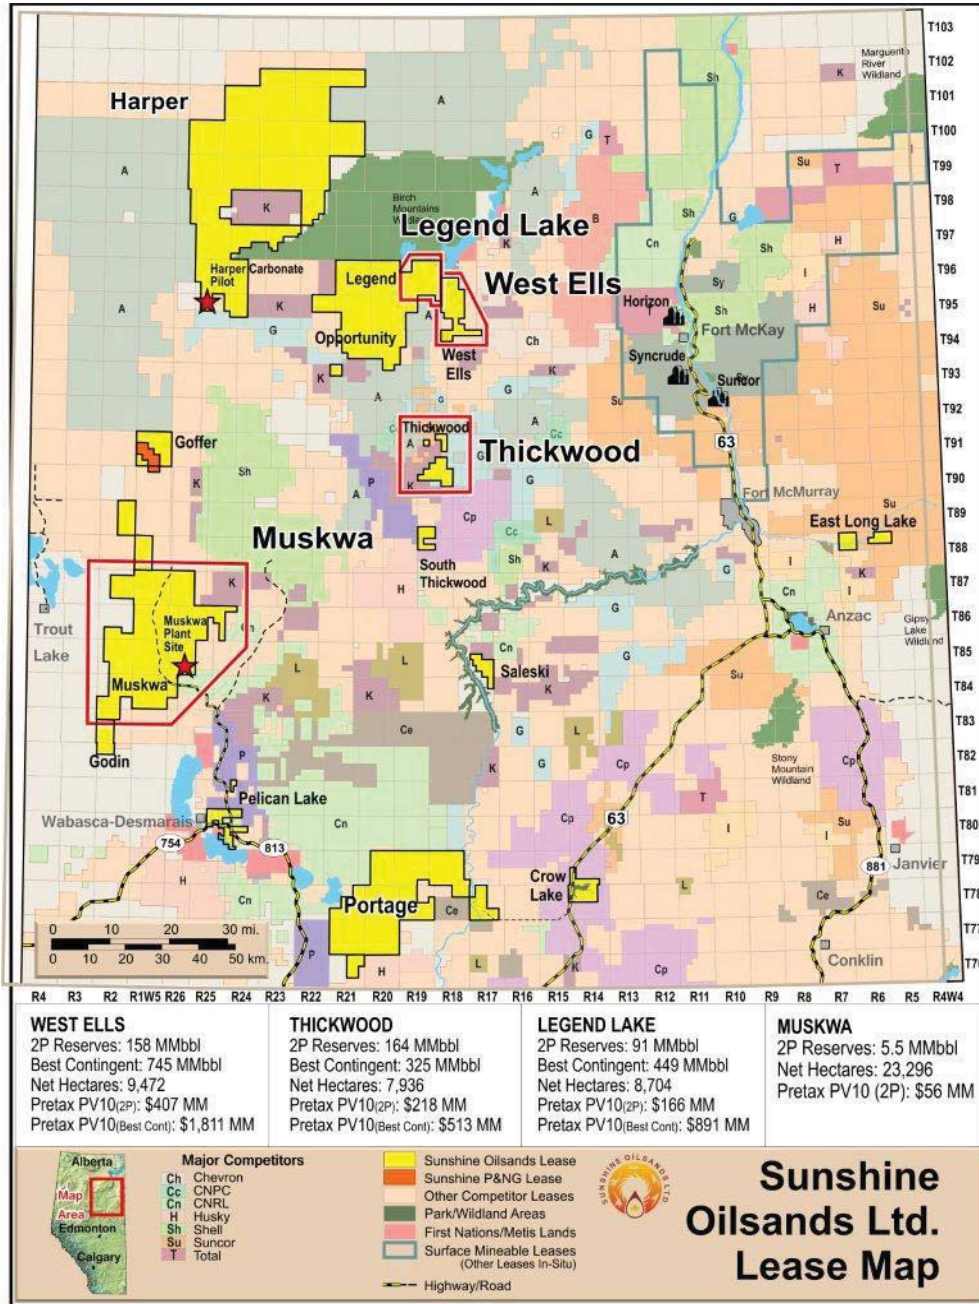 T103
Marguerite
River
Wildland
T102
Harper
T101
T100
T99
T98
Birch
Mountains
Legend Lake
T97
Harper Carbonate
Pilot
Legend
West Ells
T96
Horizon
T95
Fort McKay
Opportunity
T94
West
Ells
Syncrude
T93
Suncor
T92
Thickwood
Goffer
Thickwood
63
T91
T90
Fort McMurray
T89
East Long Lake
Muskwa
South
Thickwood
T88
T87
Trout
Lake
Muskwa
Plant
Site
Anzac
Gipsy
Lake
Wildland
T86
T85
Saleski
Muskwa
T84
T83
Godin
T82
Stony
Mountain
Wildland
T81
Pelican Lake
Wabasca-Desmarais
63
T80
754
813
Janvier
T79
881
Crow
Lake
T78
Portage
T77
0 10 20 30 mi.
0 10 20 30 40 50 km.
Conklin
R4 R3 R2 R1W5 R26 R25 R24 R23 R22 R21 R20 R19 R18 R17 R16 R15 R14 R13 R12 R11 R10 R9 R8 R7 R6 R5 R4W4
WEST ELLS
2P Reserves: 158 MMbbl
Best Contingent: 745 MMbbl
Net Hectares: 9,472
Pretax PV10(2P): $407 MM
Pretax PV10(Best Cont): $1,811 MM
THICKWOOD
2P Reserves: 164 MMbbl
Best Contingent: 325 MMbbl
Net Hectares: 7,936
Pretax PV10(2P): $218 MM
Pretax PV10(Best Cont): $513 MM
LEGEND LAKE
2P Reserves: 91 MMbbl
Best Contingent: 449 MMbbl
Net Hectares: 8,704
Pretax PV10(2P): $166 MM
Pretax PV10(Best Cont): $891 MM
MUSKWA
2P Reserves: 5.5 MMbbl
Net Hectares: 23,296
Pretax PV10 (2P): $56 MM
Alberta
Map
Area
Edmonton
Calgary
Major Competitors
Ch Chevron
Cc CNPC
Cn CNRL
H Husky
Sh Shell
Su Suncor
T Total
Sunshine Oilsands Lease
Sunshine P&NG Lease
Other Competitor Leases
Park/Wildland Areas
First Nations/Metis Lands
Surface Mineable Leases
(Other Leases In-Situ)
Highway/Road
SUNSHINE OILSANDS LTD
Sunshine
Oilsands Ltd.
Lease Map